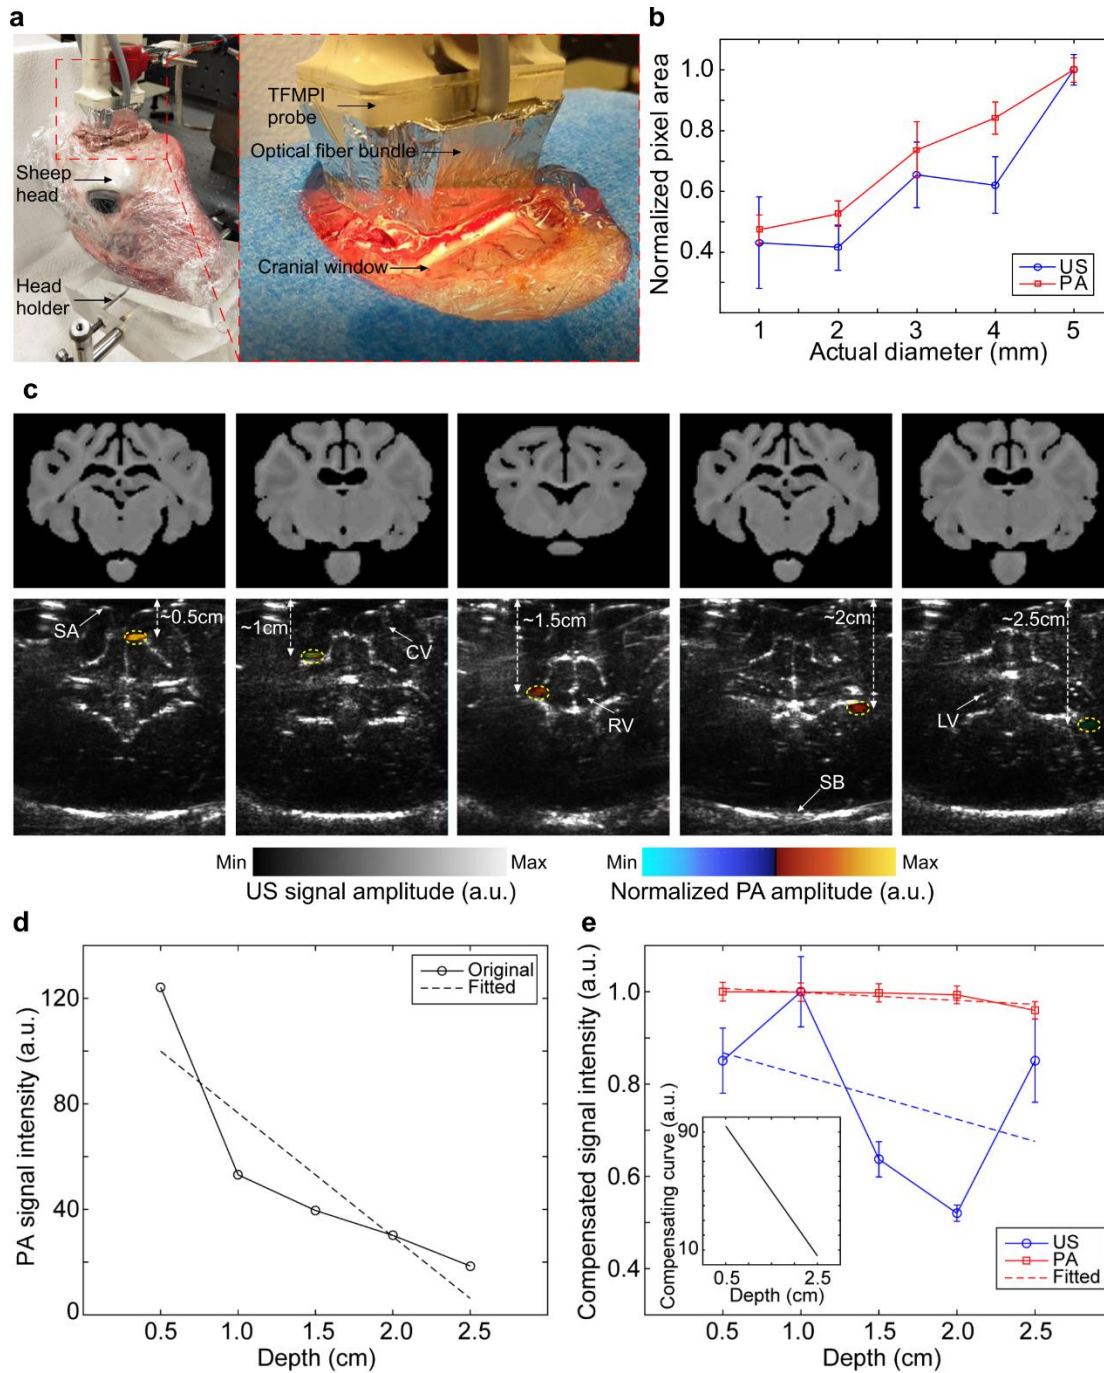 a
TFMPI
probe
Optical fiber bundle
Sheep
head
Cranial window
Head
holder
b
Normalized pixel area
1.0
0.8
0.6
0.4
US
PA
1 2 3 4 5
Actual diameter (mm)
c
SA
~0.5cm
~1cm
CV
~1.5cm
RV
~2cm
SB
~2.5cm
LV
Min Max
US signal amplitude (a.u.)
Min Max
Normalized PA amplitude (a.u.)
d
PA signal intensity (a.u.)
120
80
40
0
Original
Fitted
0.5 1.0 1.5 2.0 2.5
Depth (cm)
e
Compensated signal intensity (a.u.)
1.0
0.8
0.6
0.4
Compensating curve (a.u.)
90
10
0.5 2.5
Depth (cm)
US
PA
Fitted
0.5 1.0 1.5 2.0 2.5
Depth (cm)